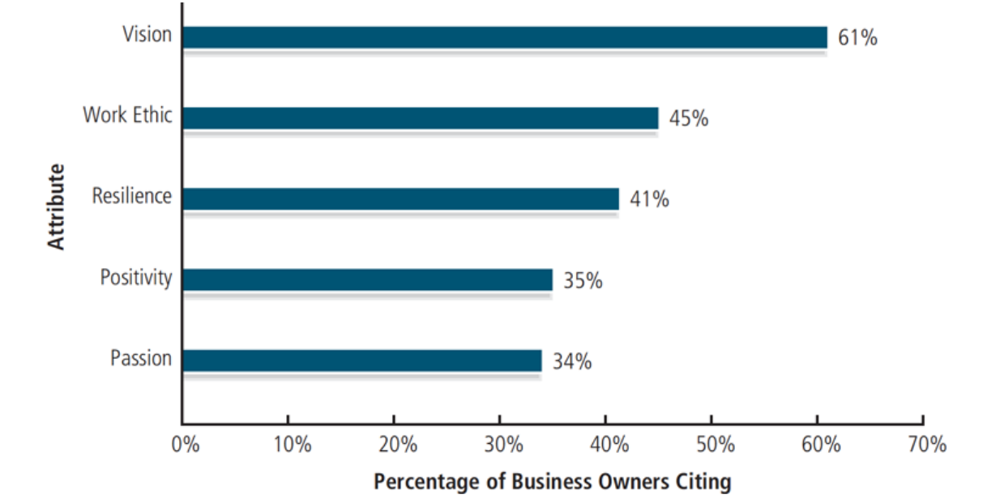 Vision
61%
Work Ethic
45%
Resilience
41%
Positivity
35%
Passion
34%
Attribute
0% 10% 20% 30% 40% 50% 60% 70%
Percentage of Business Owners Citing